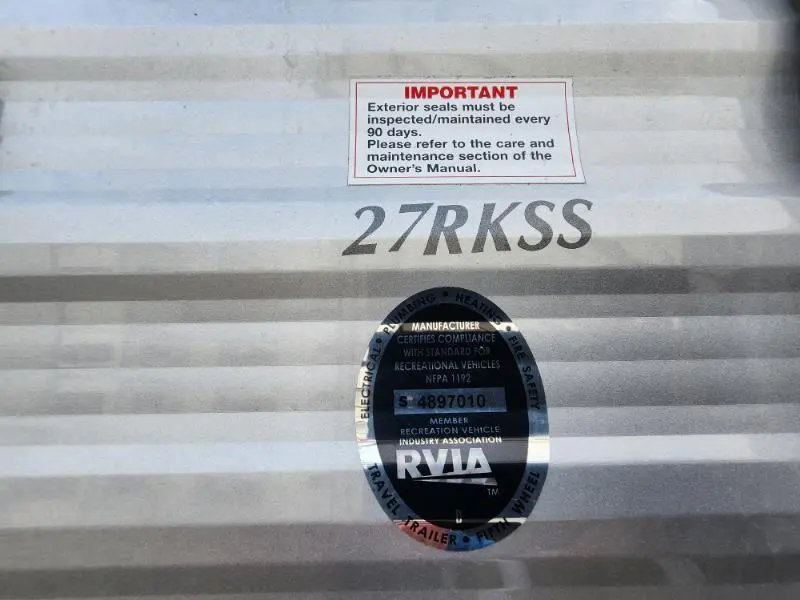 IMPORTANT
Exterior seals must be
inspected/maintained every
90 days.
Please refer to the care and
maintenance section of the
Owner's Manual.
27RKSS
ELECTRICAL • PLUMBING • HEATING • FIRE SAFETY
MANUFACTURER
CERTIFIES COMPLIANCE
WITH STANDARD FOR
RECREATIONAL VEHICLES
NFPA 1192
S# 4897010
MEMBER
RECREATION VEHICLE
INDUSTRY ASSOCIATION
RVIA
TM
TRAVEL TRAILER • FIFTH WHEEL